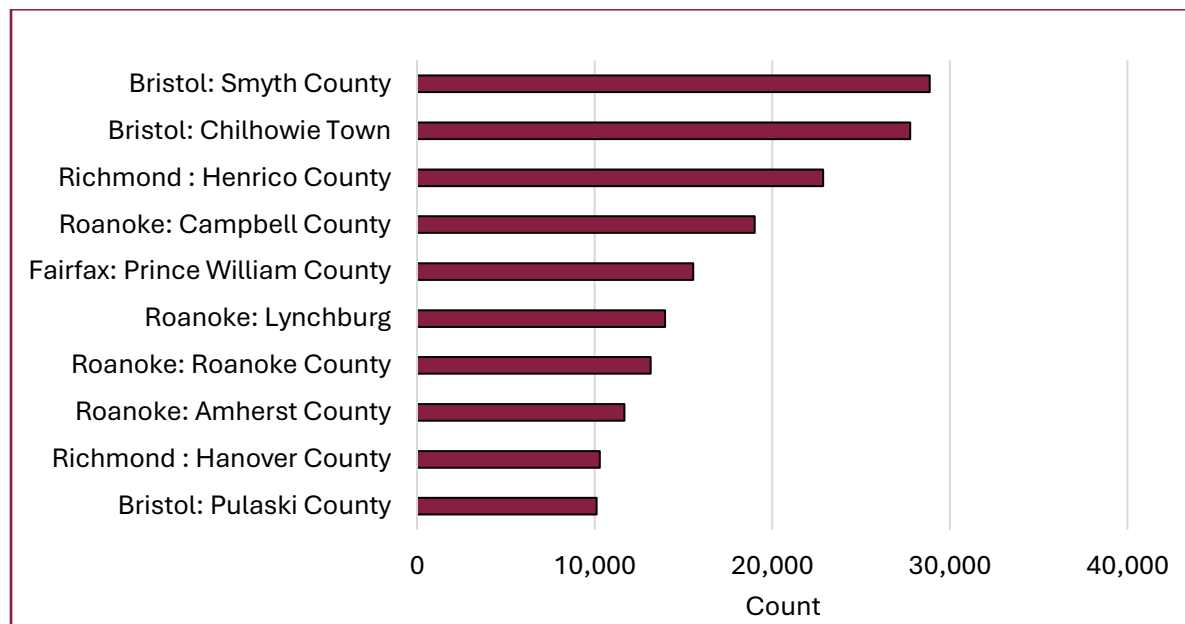 Bristol: Smyth County
Bristol: Chilhowie Town
Richmond : Henrico County
Roanoke: Campbell County
Fairfax: Prince William County
Roanoke: Lynchburg
Roanoke: Roanoke County
Roanoke: Amherst County
Richmond : Hanover County
Bristol: Pulaski County
0 10,000 20,000 30,000 40,000
Count